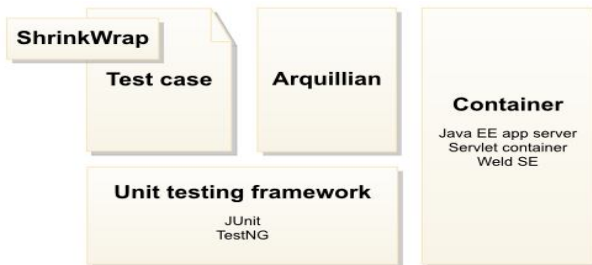 ShrinkWrap
Test case
Arquillian
Container
Java EE app server
Servlet container
Weld SE
Unit testing framework
JUnit
TestNG